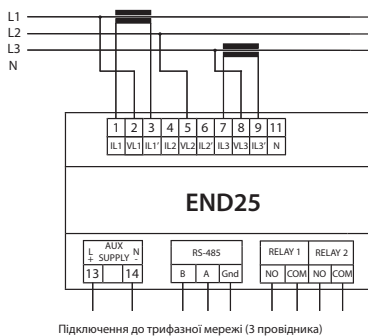 L1
L2
L3
N
1 2 3 4 5 6 7 8 9 11
IL1 VL1 IL1' IL2 VL2 IL2' IL3 VL3 IL3' N
END25
L + AUX SUPPLY N -
13 14
RS-485
B A Gnd
RELAY 1 RELAY 2
NO COM NO COM
Підключення до трифазної мережі (3 провідника)